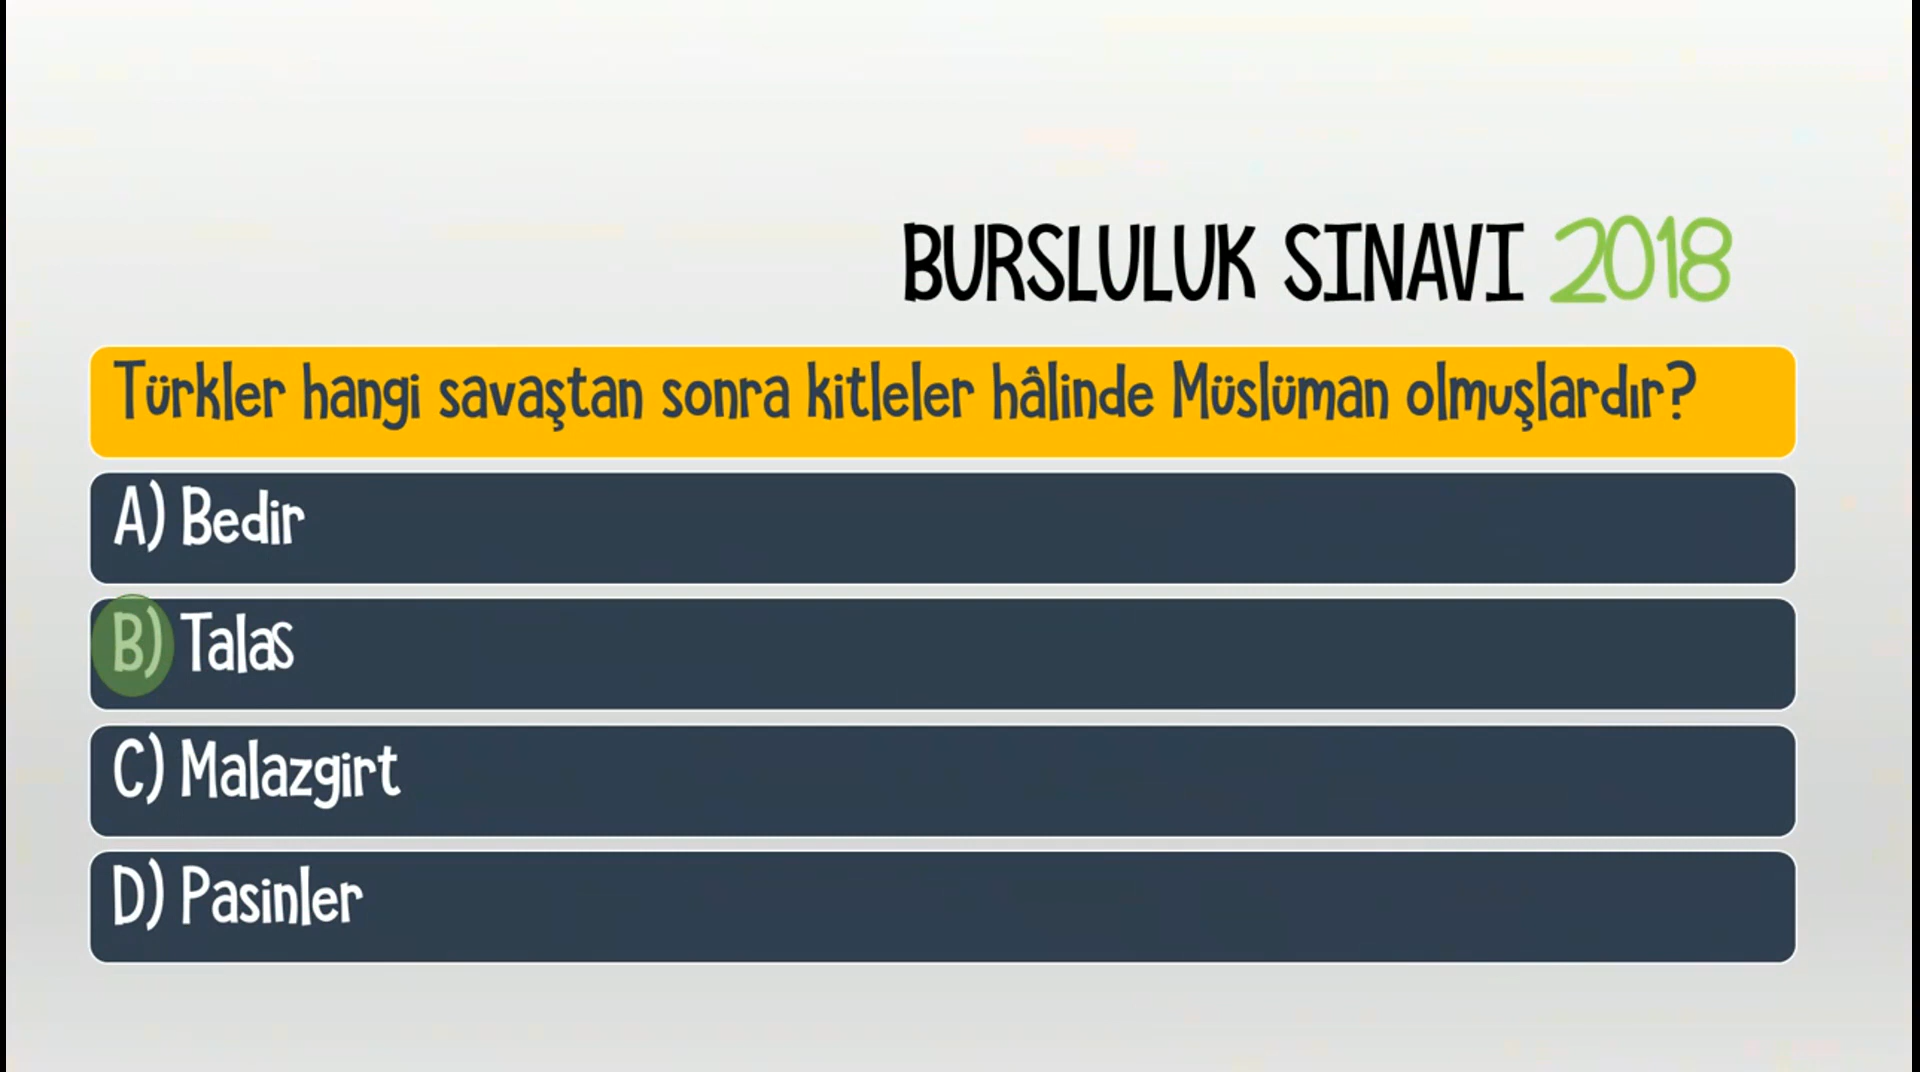 BURSLULUK SINAVI 2018
Türkler hangi savaştan sonra kitleler hâlinde Müslüman olmuşlardır?
A) Bedir
B) Talas
C) Malazgirt
D) Pasinler